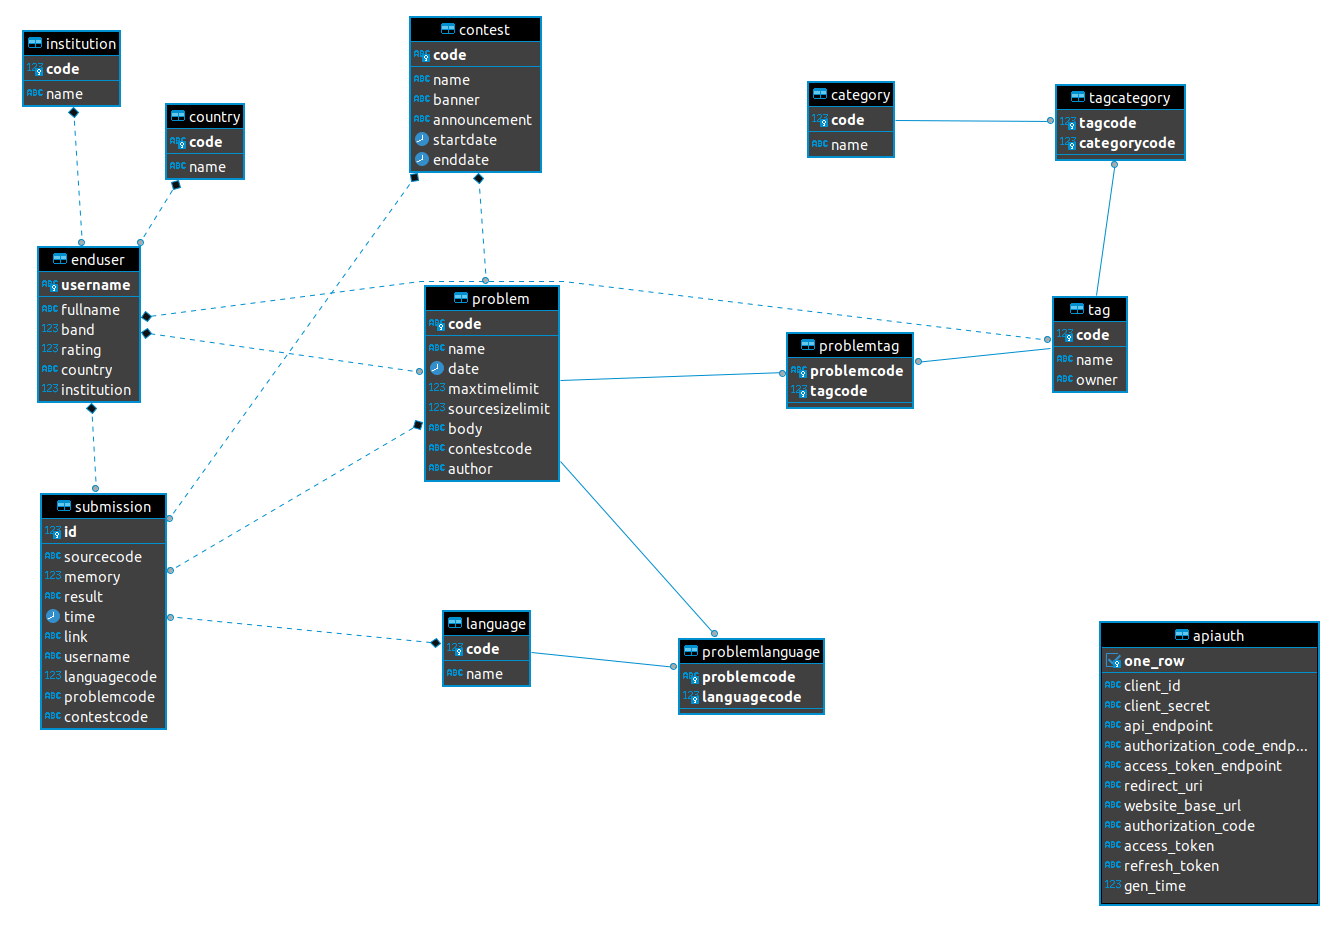 institution
code
name
country
code
name
contest
code
name
banner
announcement
startdate
enddate
category
code
name
tagcategory
tagcode
categorycode
enduser
username
fullname
band
rating
country
institution
problem
code
name
date
maxtimelimit
sourcesizelimit
body
contestcode
author
problemtag
problemcode
tagcode
tag
code
name
owner
submission
id
sourcecode
memory
result
time
link
username
languagecode
problemcode
contestcode
language
code
name
problemlanguage
problemcode
languagecode
apiauth
one_row
client_id
client_secret
api_endpoint
authorization_code_endp...
access_token_endpoint
redirect_uri
website_base_url
authorization_code
access_token
refresh_token
gen_time